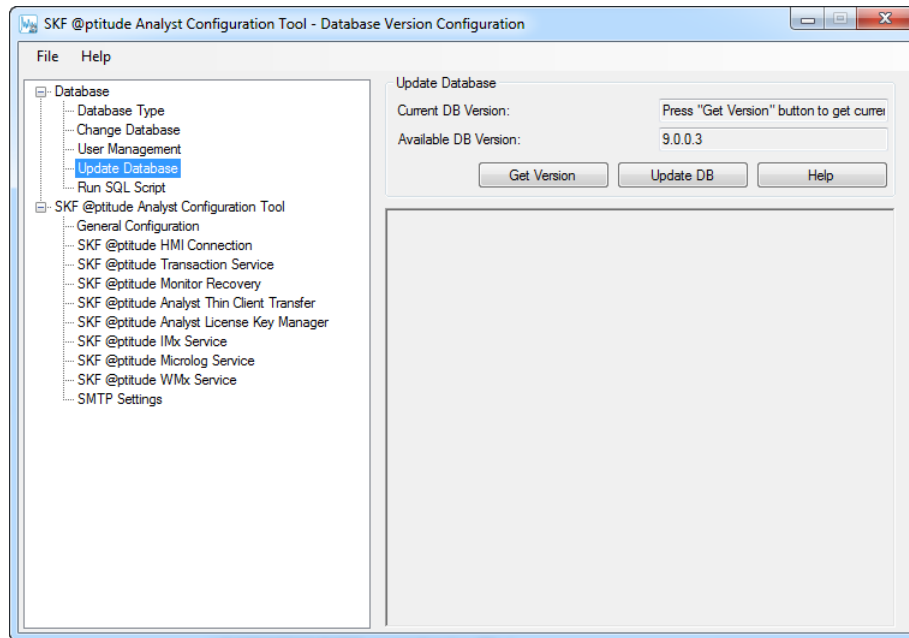 SKF @ptitude Analyst Configuration Tool - Database Version Configuration
File Help
Database
Database Type
Change Database
User Management
Update Database
Run SQL Script
SKF @ptitude Analyst Configuration Tool
General Configuration
SKF @ptitude HMI Connection
SKF @ptitude Transaction Service
SKF @ptitude Monitor Recovery
SKF @ptitude Analyst Thin Client Transfer
SKF @ptitude Analyst License Key Manager
SKF @ptitude IMx Service
SKF @ptitude Microlog Service
SKF @ptitude WMx Service
SMTP Settings
Update Database
Current DB Version: Press "Get Version" button to get currer
Available DB Version: 9.0.0.3
Get Version Update DB Help